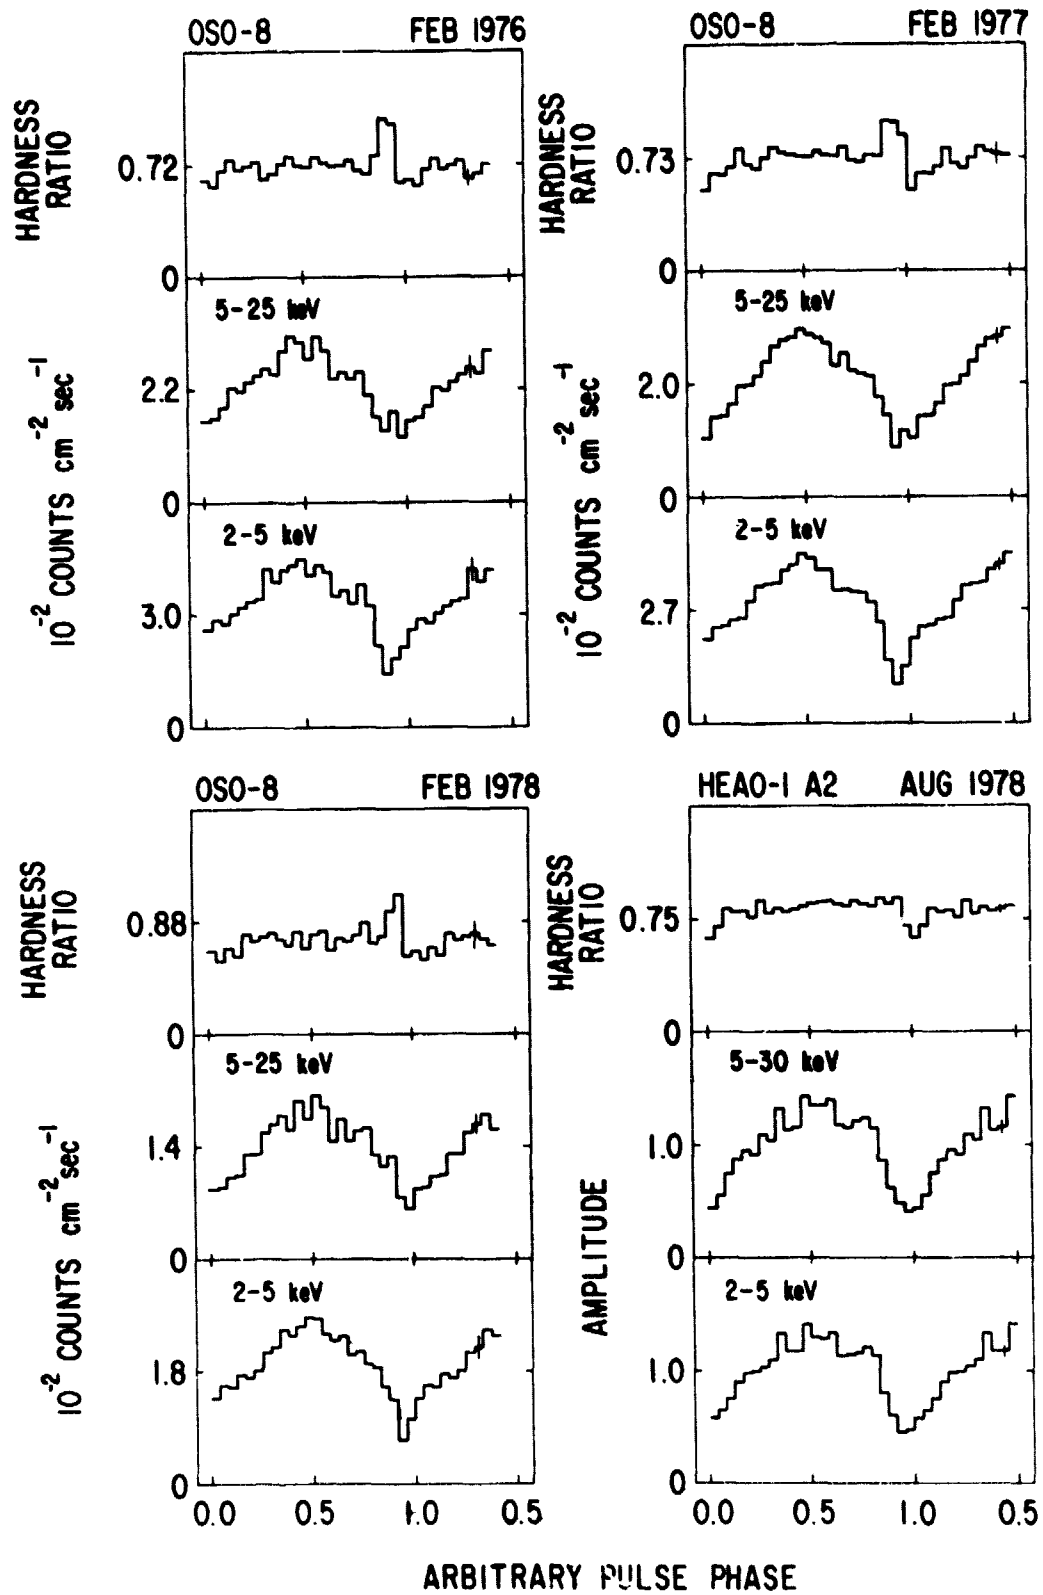 OSO-8 FEB 1976
HARDNESS
RATIO
0.72
0
5-25 keV
2.2
0
2-5 keV
3.0
0
10⁻² COUNTS cm⁻² sec⁻¹
OSO-8 FEB 1977
HARDNESS
RATIO
0.73
0
5-25 keV
2.0
0
2-5 keV
2.7
0
10⁻² COUNTS cm⁻² sec⁻¹
OSO-8 FEB 1978
HARDNESS
RATIO
0.88
0
5-25 keV
1.4
0
2-5 keV
1.8
0
10⁻² COUNTS cm⁻² sec⁻¹
0.0 0.5 1.0 0.5
HEAO-1 A2 AUG 1978
HARDNESS
RATIO
0.75
0
5-30 keV
1.0
0
2-5 keV
1.0
0
AMPLITUDE
0.0 0.5 1.0 0.5
ARBITRARY PULSE PHASE